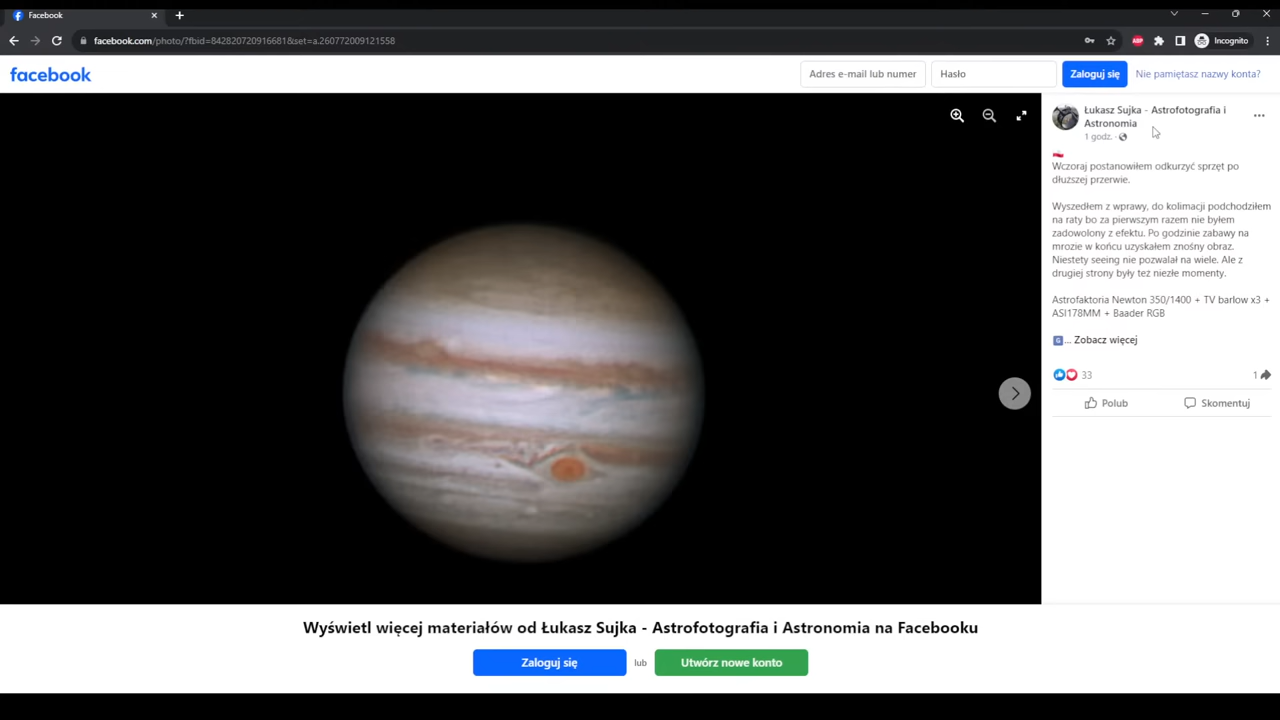 Facebook
facebook.com/photo/?fbid=842820720916681&set=a.260772009121558
ABP
Incognito
facebook
Adres e-mail lub numer
Hasło
Zaloguj się
Nie pamiętasz nazwy konta?
Łukasz Sujka - Astrofotografia i
Astronomia
1 godz. ·
Wczoraj postanowiłem odkurzyć sprzęt po
dłuższej przerwie.
Wyszedłem z wprawy, do kolimacji podchodziłem
na raty bo za pierwszym razem nie byłem
zadowolony z efektu. Po godzinie zabawy na
mrozie w końcu uzyskałem znośny obraz.
Niestety seeing nie pozwalał na wiele. Ale z
drugiej strony były też niezłe momenty.
Astrofaktoria Newton 350/1400 + TV barlow x3 +
ASI178MM + Baader RGB
... Zobacz więcej
33
1
Polub
Skomentuj
Wyświetl więcej materiałów od Łukasz Sujka - Astrofotografia i Astronomia na Facebooku
Zaloguj się
lub
Utwórz nowe konto